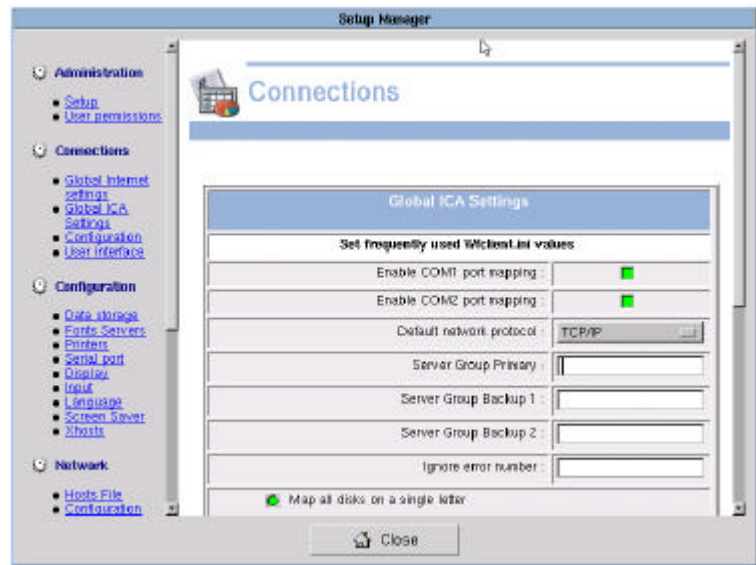 Setup Manager
Administration
Setup
User permissions
Connections
Global Internet
settings
Global ICA
Settings
Configuration
User Interface
Configuration
Data storage
Fonts Servers
Printers
Serial port
Display
Input
Language
Screen Saver
Xhosts
Network
Hosts File
Configuration
Connections
Global ICA Settings
Set frequently used Wfclient.ini values
Enable COM1 port mapping :
Enable COM2 port mapping :
Default network protocol : TCP/IP
Server Group Primary :
Server Group Backup 1 :
Server Group Backup 2 :
Ignore error number :
Map all disks on a single letter
Close